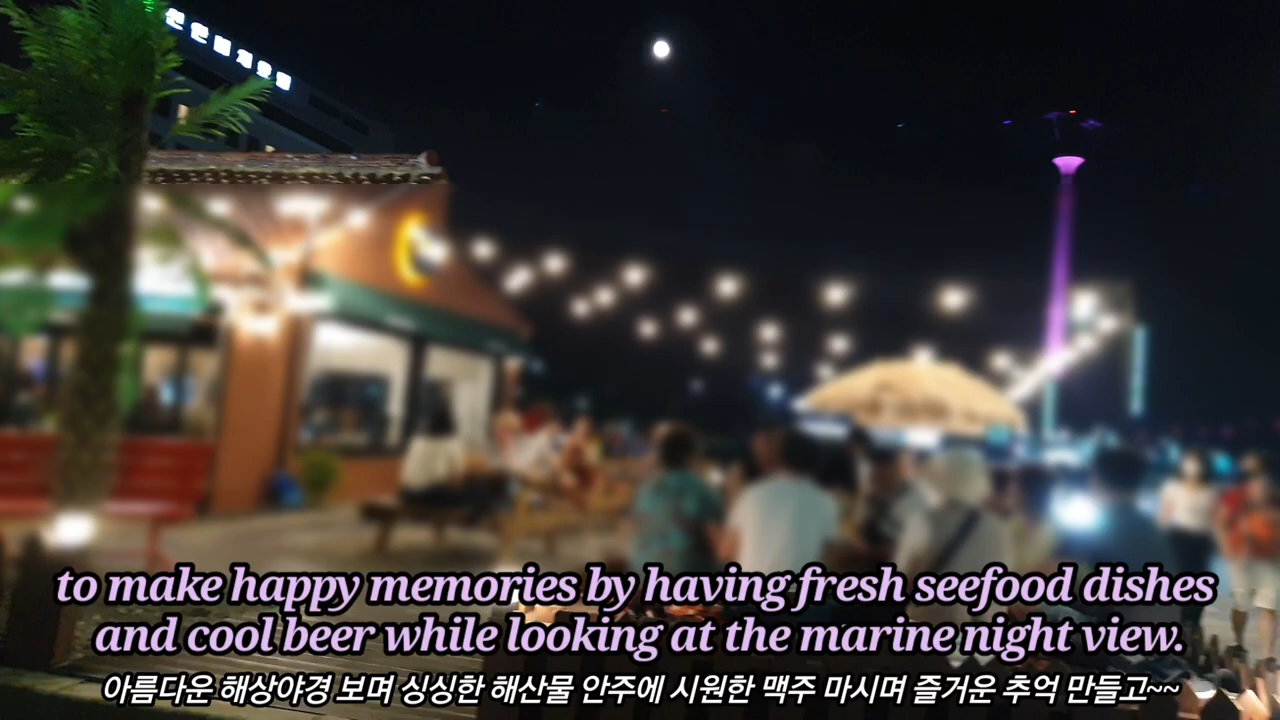 to make happy memories by having fresh seefood dishes
and cool beer while looking at the marine night view.
아름다운 해상야경 보며 싱싱한 해산물 안주에 시원한 맥주 마시며 즐거운 추억 만들고~~